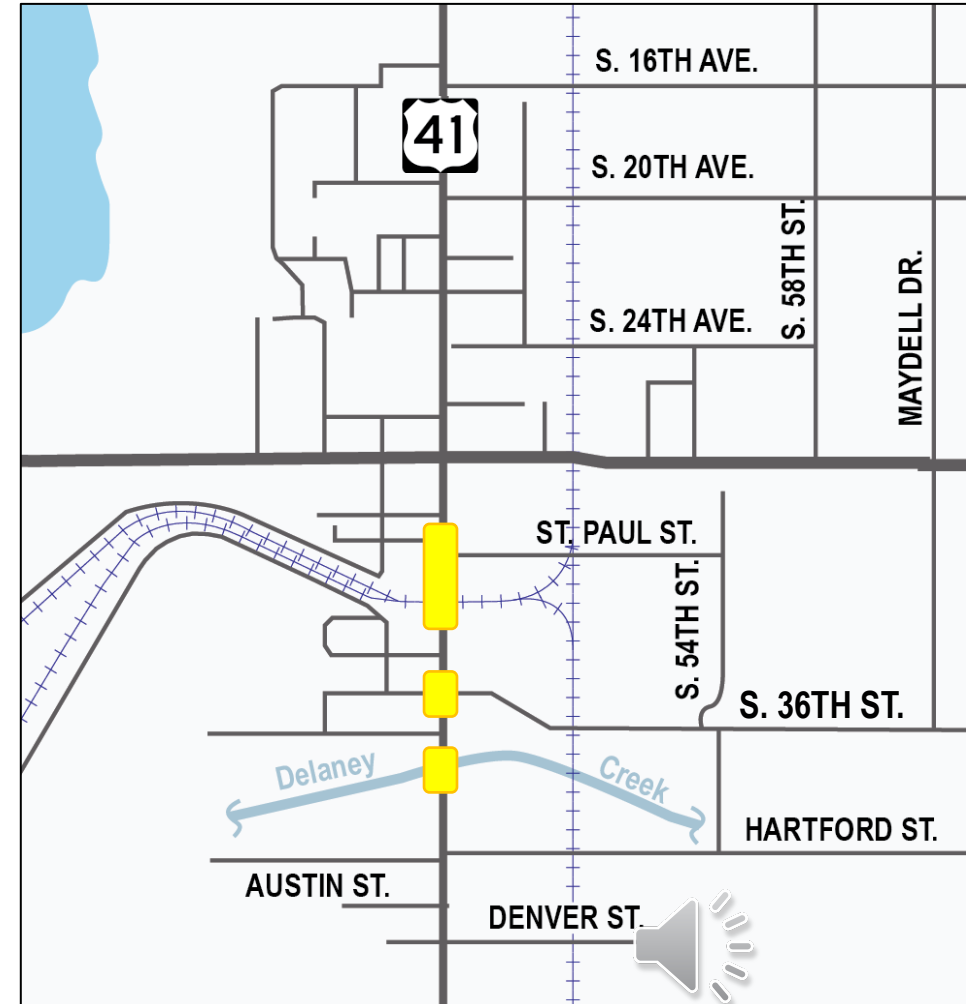 S. 16TH AVE.
41
S. 20TH AVE.
S. 58TH ST.
MAYDELL DR.
S. 24TH AVE.
ST. PAUL ST.
S. 54TH ST.
S. 36TH ST.
Delaney Creek
HARTFORD ST.
AUSTIN ST.
DENVER ST.